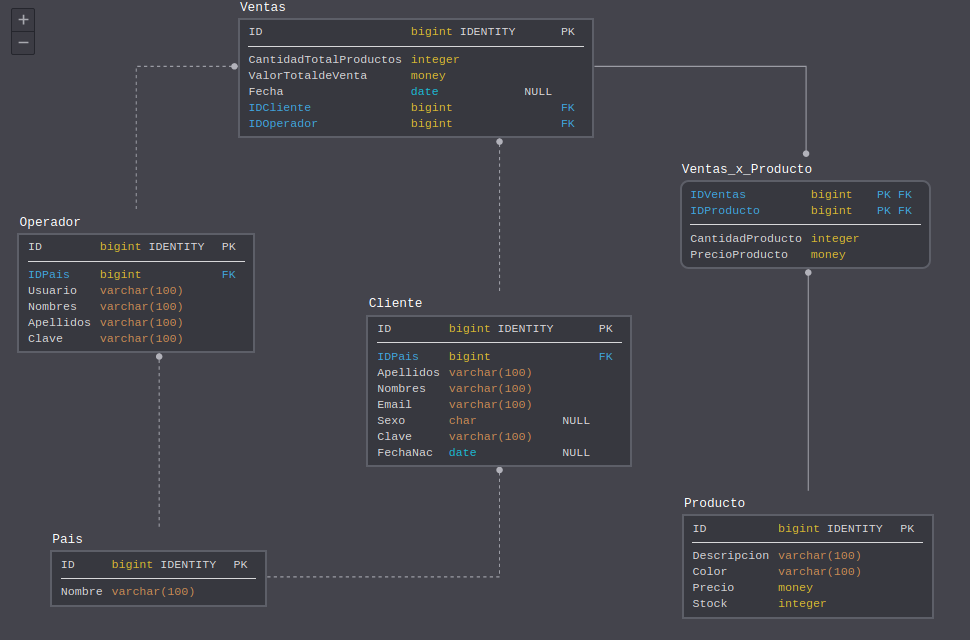 +
−
Ventas
ID bigint IDENTITY PK
CantidadTotalProductos integer
ValorTotaldeVenta money
Fecha date NULL
IDCliente bigint FK
IDOperador bigint FK
Ventas_x_Producto
IDVentas bigint PK FK
IDProducto bigint PK FK
CantidadProducto integer
PrecioProducto money
Operador
ID bigint IDENTITY PK
IDPais bigint FK
Usuario varchar(100)
Nombres varchar(100)
Apellidos varchar(100)
Clave varchar(100)
Cliente
ID bigint IDENTITY PK
IDPais bigint FK
Apellidos varchar(100)
Nombres varchar(100)
Email varchar(100)
Sexo char NULL
Clave varchar(100)
FechaNac date NULL
Producto
ID bigint IDENTITY PK
Descripcion varchar(100)
Color varchar(100)
Precio money
Stock integer
Pais
ID bigint IDENTITY PK
Nombre varchar(100)